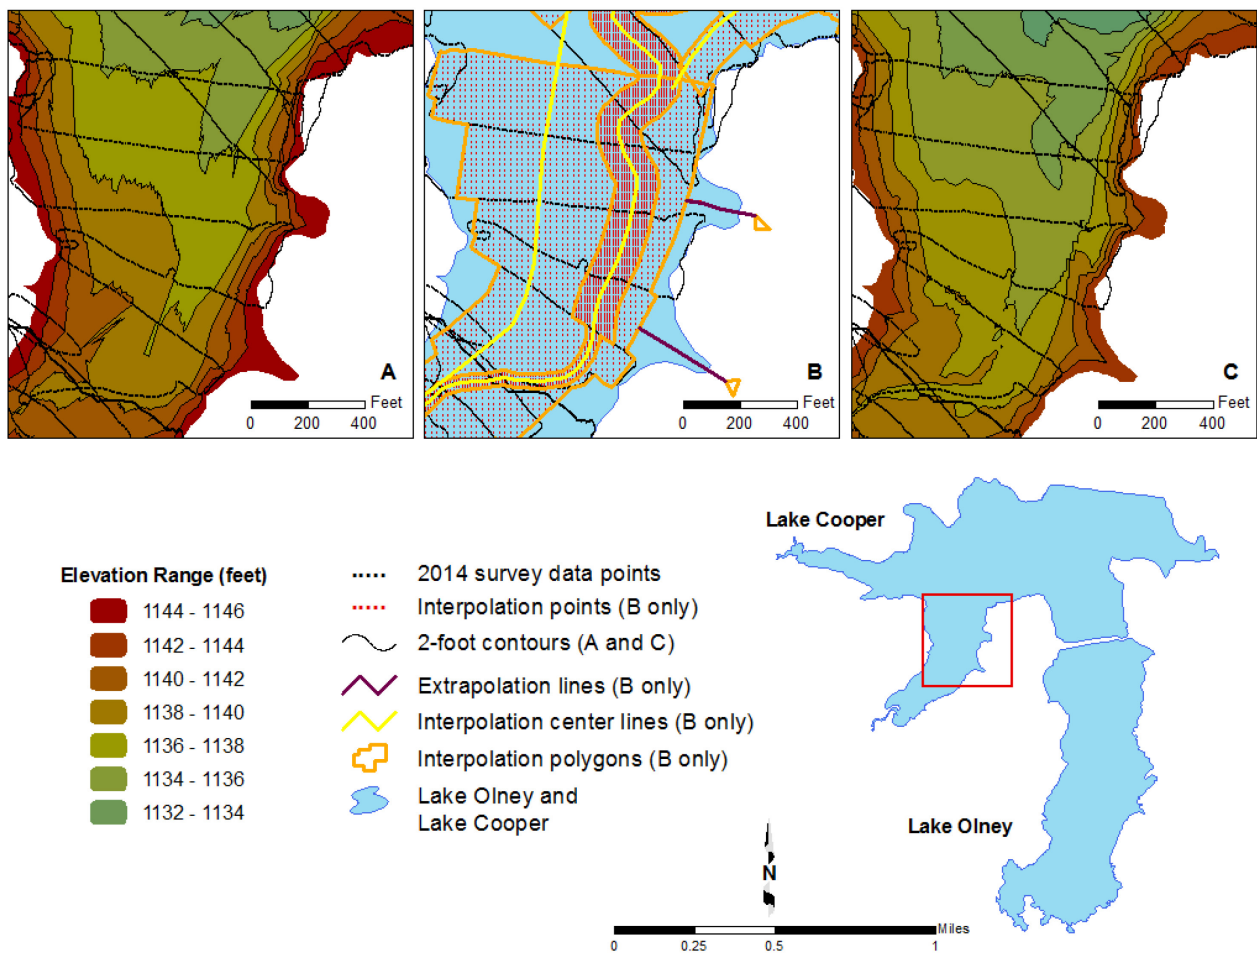 A
Feet
0 200 400
B
Feet
0 200 400
C
Feet
0 200 400
Elevation Range (feet)
1144 - 1146
1142 - 1144
1140 - 1142
1138 - 1140
1136 - 1138
1134 - 1136
1132 - 1134
2014 survey data points
Interpolation points (B only)
2-foot contours (A and C)
Extrapolation lines (B only)
Interpolation center lines (B only)
Interpolation polygons (B only)
Lake Olney and
Lake Cooper
Lake Cooper
Lake Olney
N
Miles
0 0.25 0.5 1